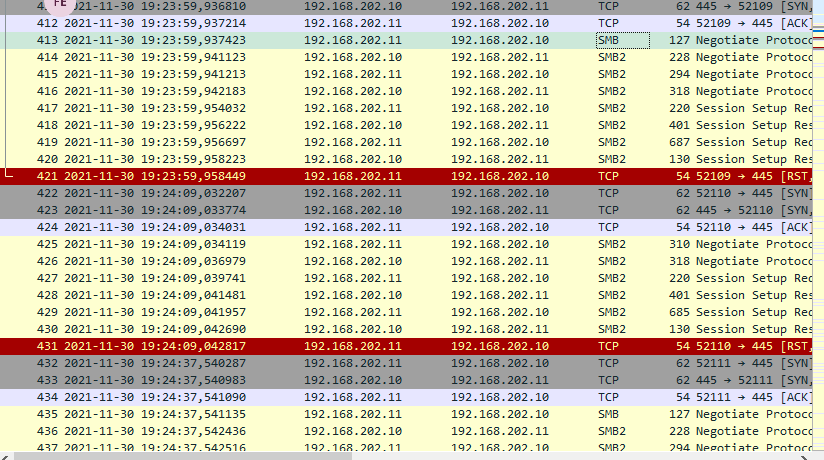 FE
411 2021-11-30 19:23:59,936810 192.168.202.10 192.168.202.11 TCP 62 445 → 52109 [SYN,
412 2021-11-30 19:23:59,937214 192.168.202.11 192.168.202.10 TCP 54 52109 → 445 [ACK]
413 2021-11-30 19:23:59,937423 192.168.202.11 192.168.202.10 SMB 127 Negotiate Protoco
414 2021-11-30 19:23:59,941123 192.168.202.10 192.168.202.11 SMB2 228 Negotiate Protoc
415 2021-11-30 19:23:59,941213 192.168.202.11 192.168.202.10 SMB2 294 Negotiate Protoc
416 2021-11-30 19:23:59,942183 192.168.202.10 192.168.202.11 SMB2 318 Negotiate Protoc
417 2021-11-30 19:23:59,954032 192.168.202.11 192.168.202.10 SMB2 220 Session Setup Rec
418 2021-11-30 19:23:59,956222 192.168.202.10 192.168.202.11 SMB2 401 Session Setup Res
419 2021-11-30 19:23:59,956697 192.168.202.11 192.168.202.10 SMB2 687 Session Setup Rec
420 2021-11-30 19:23:59,958223 192.168.202.10 192.168.202.11 SMB2 130 Session Setup Res
421 2021-11-30 19:23:59,958449 192.168.202.11 192.168.202.10 TCP 54 52109 → 445 [RST,
422 2021-11-30 19:24:09,032207 192.168.202.11 192.168.202.10 TCP 62 52110 → 445 [SYN]
423 2021-11-30 19:24:09,033774 192.168.202.10 192.168.202.11 TCP 62 445 → 52110 [SYN,
424 2021-11-30 19:24:09,034031 192.168.202.11 192.168.202.10 TCP 54 52110 → 445 [ACK]
425 2021-11-30 19:24:09,034119 192.168.202.11 192.168.202.10 SMB2 310 Negotiate Protoc
426 2021-11-30 19:24:09,036979 192.168.202.10 192.168.202.11 SMB2 318 Negotiate Protoc
427 2021-11-30 19:24:09,039741 192.168.202.11 192.168.202.10 SMB2 220 Session Setup Rec
428 2021-11-30 19:24:09,041481 192.168.202.10 192.168.202.11 SMB2 401 Session Setup Res
429 2021-11-30 19:24:09,041957 192.168.202.11 192.168.202.10 SMB2 685 Session Setup Rec
430 2021-11-30 19:24:09,042690 192.168.202.10 192.168.202.11 SMB2 130 Session Setup Res
431 2021-11-30 19:24:09,042817 192.168.202.11 192.168.202.10 TCP 54 52110 → 445 [RST,
432 2021-11-30 19:24:37,540287 192.168.202.11 192.168.202.10 TCP 62 52111 → 445 [SYN]
433 2021-11-30 19:24:37,540983 192.168.202.10 192.168.202.11 TCP 62 445 → 52111 [SYN,
434 2021-11-30 19:24:37,541090 192.168.202.11 192.168.202.10 TCP 54 52111 → 445 [ACK]
435 2021-11-30 19:24:37,541135 192.168.202.11 192.168.202.10 SMB 127 Negotiate Protoc
436 2021-11-30 19:24:37,542436 192.168.202.10 192.168.202.11 SMB2 228 Negotiate Protoc
437 2021-11-30 19:24:37,542516 192.168.202.11 192.168.202.10 SMB2 294 Negotiate Protoc